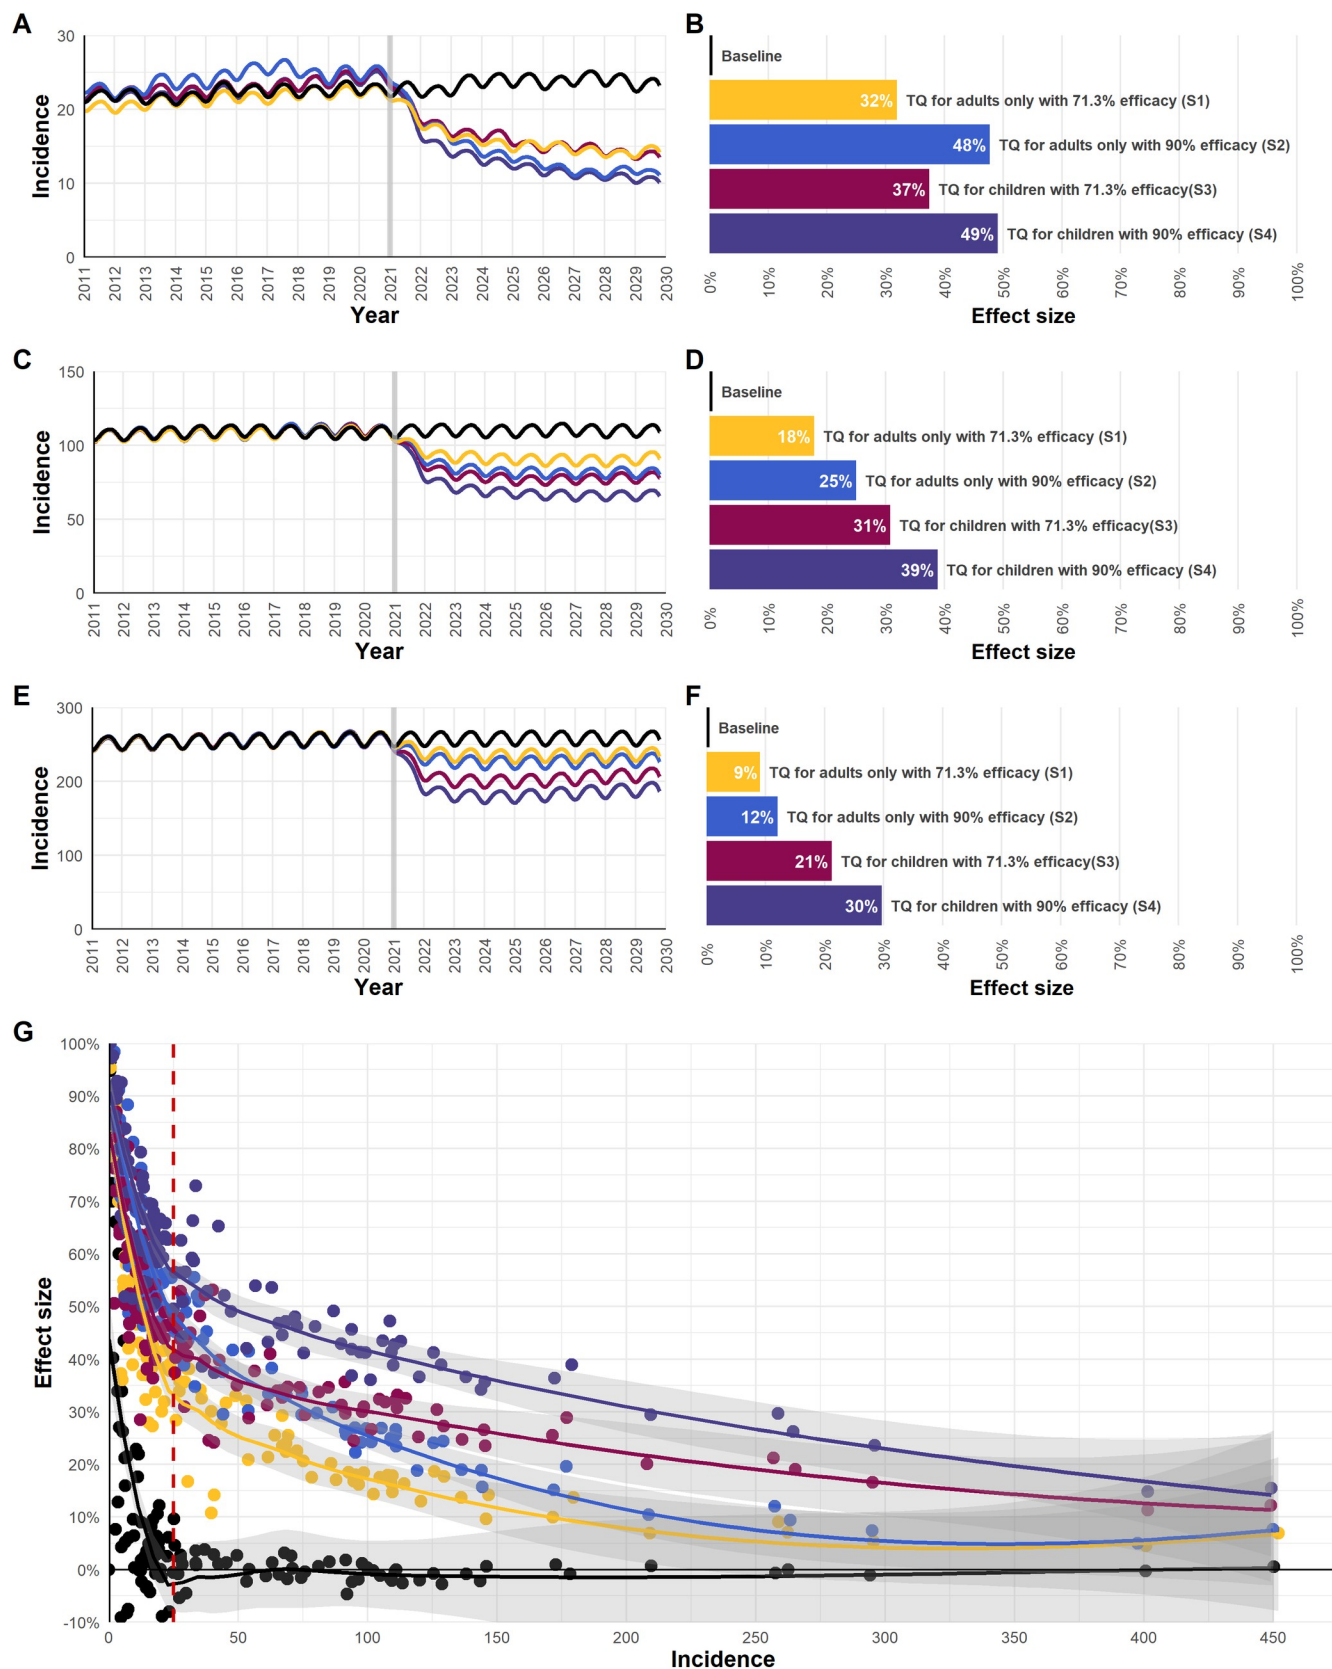 A
30
20
10
0
Incidence
2011 2012 2013 2014 2015 2016 2017 2018 2019 2020 2021 2022 2023 2024 2025 2026 2027 2028 2029 2030
Year
B
Baseline
32% TQ for adults only with 71.3% efficacy (S1)
48% TQ for adults only with 90% efficacy (S2)
37% TQ for children with 71.3% efficacy(S3)
49% TQ for children with 90% efficacy (S4)
0% 10% 20% 30% 40% 50% 60% 70% 80% 90% 100%
Effect size
C
150
100
50
0
Incidence
2011 2012 2013 2014 2015 2016 2017 2018 2019 2020 2021 2022 2023 2024 2025 2026 2027 2028 2029 2030
Year
D
Baseline
18% TQ for adults only with 71.3% efficacy (S1)
25% TQ for adults only with 90% efficacy (S2)
31% TQ for children with 71.3% efficacy(S3)
39% TQ for children with 90% efficacy (S4)
0% 10% 20% 30% 40% 50% 60% 70% 80% 90% 100%
Effect size
E
300
200
100
0
Incidence
2011 2012 2013 2014 2015 2016 2017 2018 2019 2020 2021 2022 2023 2024 2025 2026 2027 2028 2029 2030
Year
F
Baseline
9% TQ for adults only with 71.3% efficacy (S1)
12% TQ for adults only with 90% efficacy (S2)
21% TQ for children with 71.3% efficacy(S3)
30% TQ for children with 90% efficacy (S4)
0% 10% 20% 30% 40% 50% 60% 70% 80% 90% 100%
Effect size
G
100%
90%
80%
70%
60%
50%
40%
30%
20%
10%
0%
-10%
Effect size
0 50 100 150 200 250 300 350 400 450
Incidence